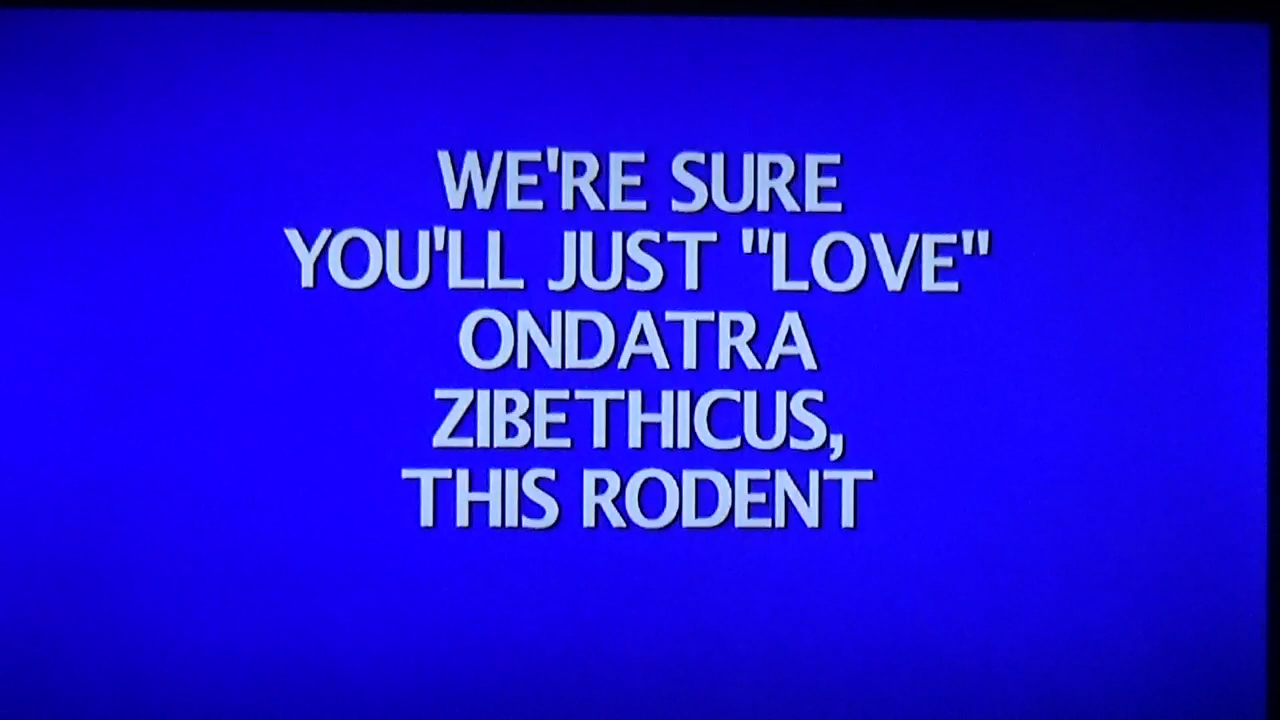 WE'RE SURE
YOU'LL JUST "LOVE"
ONDATRA
ZIBETHICUS,
THIS RODENT